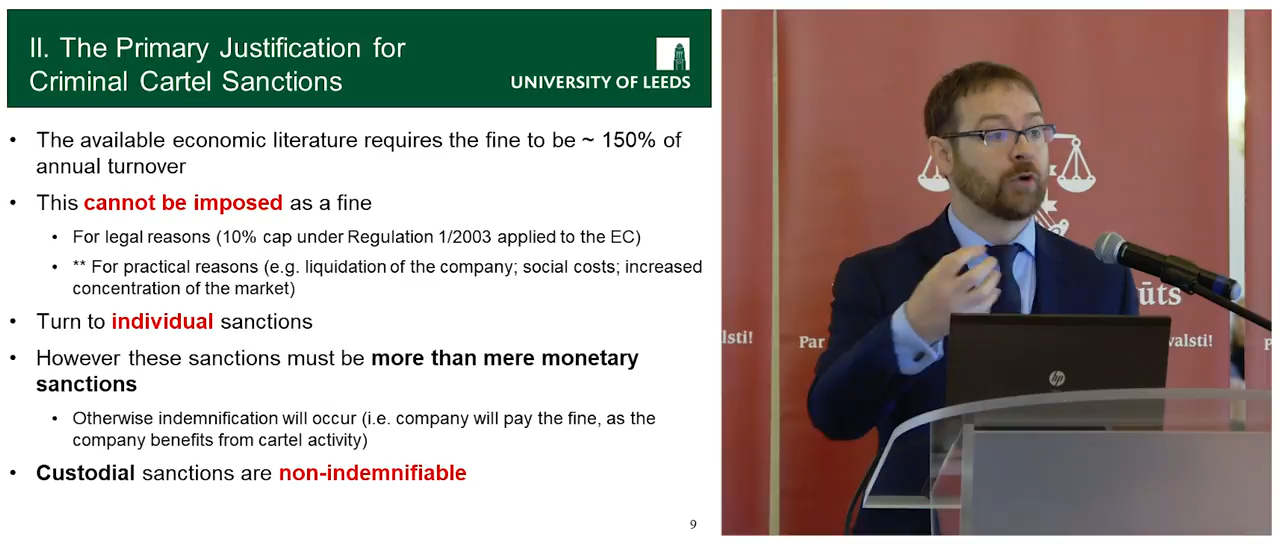 II. The Primary Justification for
Criminal Cartel Sanctions
UNIVERSITY OF LEEDS
• The available economic literature requires the fine to be ~ 150% of
annual turnover
• This cannot be imposed as a fine
• For legal reasons (10% cap under Regulation 1/2003 applied to the EC)
• ** For practical reasons (e.g. liquidation of the company; social costs; increased
concentration of the market)
• Turn to individual sanctions
• However these sanctions must be more than mere monetary
sanctions
• Otherwise indemnification will occur (i.e. company will pay the fine, as the
company benefits from cartel activity)
• Custodial sanctions are non-indemnifiable
9
ūts
lsti!
Par
valsti!
P
hp